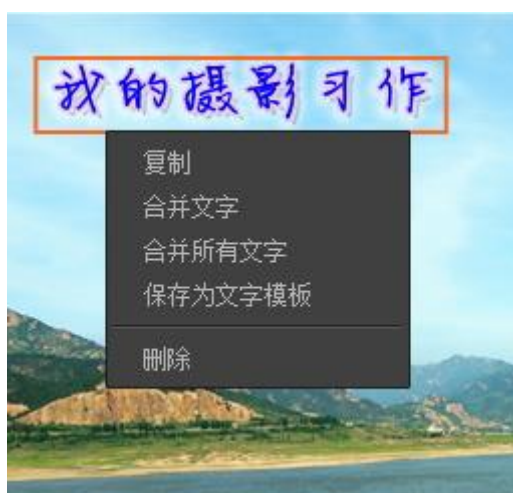 我的摄影习作
复制
合并文字
合并所有文字
保存为文字模板
删除